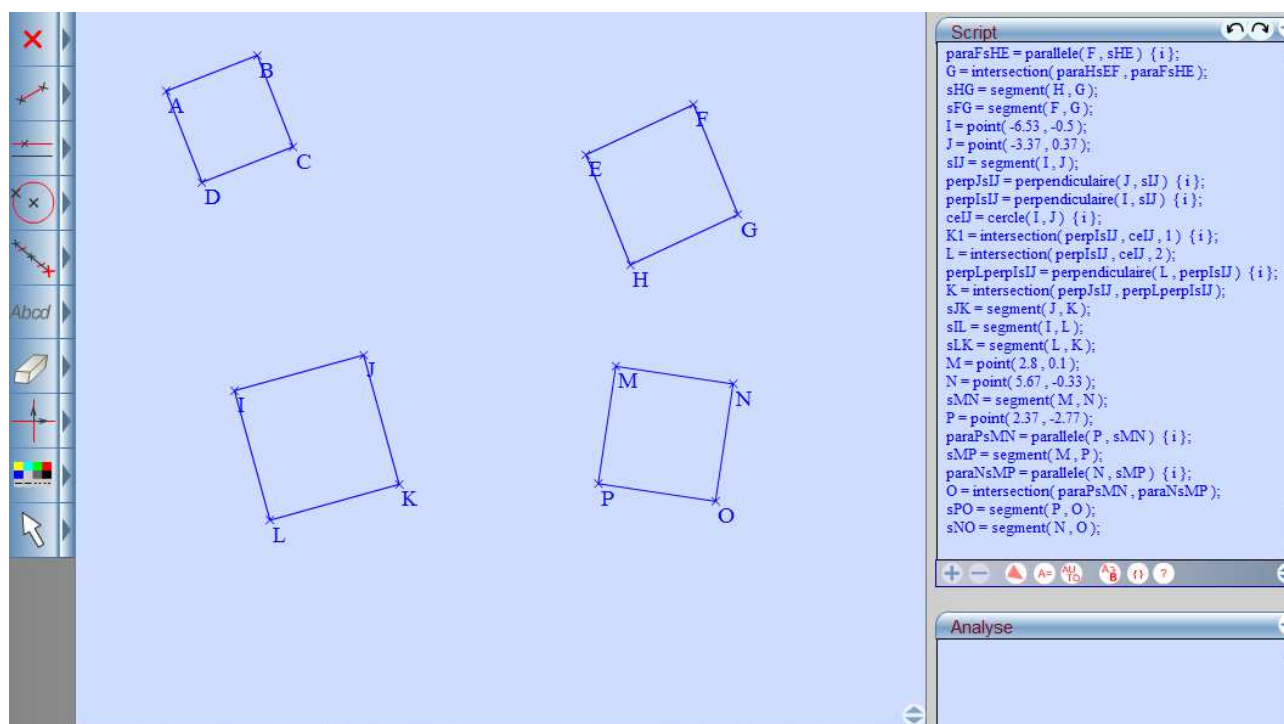 Script
paraFsHE = parallele( F , sHE ) { i };
G = intersection( paraHsEF , paraFsHE );
sHG = segment( H , G );
sFG = segment( F , G );
I = point( -6.53 , -0.5 );
J = point( -3.37 , 0.37 );
sIJ = segment( I , J );
perpJsIJ = perpendiculaire( J , sIJ ) { i };
perpIsIJ = perpendiculaire( I , sIJ ) { i };
ceIJ = cercle( I , J ) { i };
K1 = intersection( perpIsIJ , ceIJ , 1 ) { i };
L = intersection( perpIsIJ , ceIJ , 2 );
perpLperpIsIJ = perpendiculaire( L , perpIsIJ ) { i };
K = intersection( perpJsIJ , perpLperpIsIJ );
sJK = segment( J , K );
sIL = segment( I , L );
sLK = segment( L , K );
M = point( 2.8 , 0.1 );
N = point( 5.67 , -0.33 );
sMN = segment( M , N );
P = point( 2.37 , -2.77 );
paraPsMN = parallele( P , sMN ) { i };
sMP = segment( M , P );
paraNsMP = parallele( N , sMP ) { i };
O = intersection( paraPsMN , paraNsMP );
sPO = segment( P , O );
sNO = segment( N , O );
A=
AU
TO
{ }
?
Analyse
Abcd
B
A
C
D
F
E
G
H
J
I
K
L
M
N
P
O